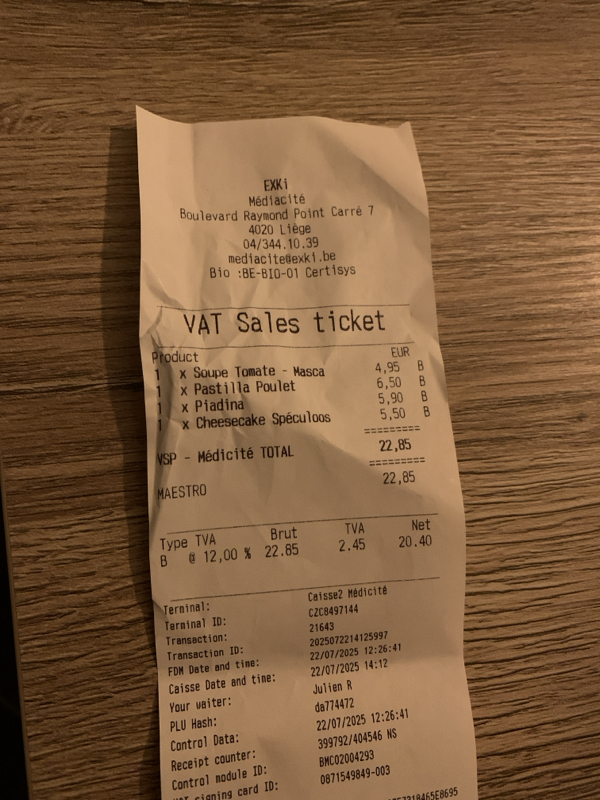 EXKi
Médiacité
Boulevard Raymond Point Carré 7
4020 Liège
04/344.10.39
mediacite@exki.be
Bio :BE-BIO-01 Certisys
VAT Sales ticket
Product EUR
1 x Soupe Tomate - Masca 4,95 B
1 x Pastilla Poulet 6,50 B
1 x Piadina 5,90 B
1 x Cheesecake Spéculoos 5,50 B
=========
VSP - Médicité TOTAL 22,85
=========
MAESTRO 22,85
Type TVA Brut TVA Net
B @ 12,00 % 22.85 2.45 20.40
Terminal: Caisse2 Médicité
Terminal ID: CZC8497144
Transaction: 21643
Transaction ID: 2025072214125997
FDM Date and time: 22/07/2025 12:26:41
Caisse Date and time: 22/07/2025 14:12
Your waiter: Julien R
PLU Hash: da774472
Control Data: 22/07/2025 12:26:41
Receipt counter: 399792/404546 NS
Control module ID: BMC02004293
VAT signing card ID: 0871549849-003